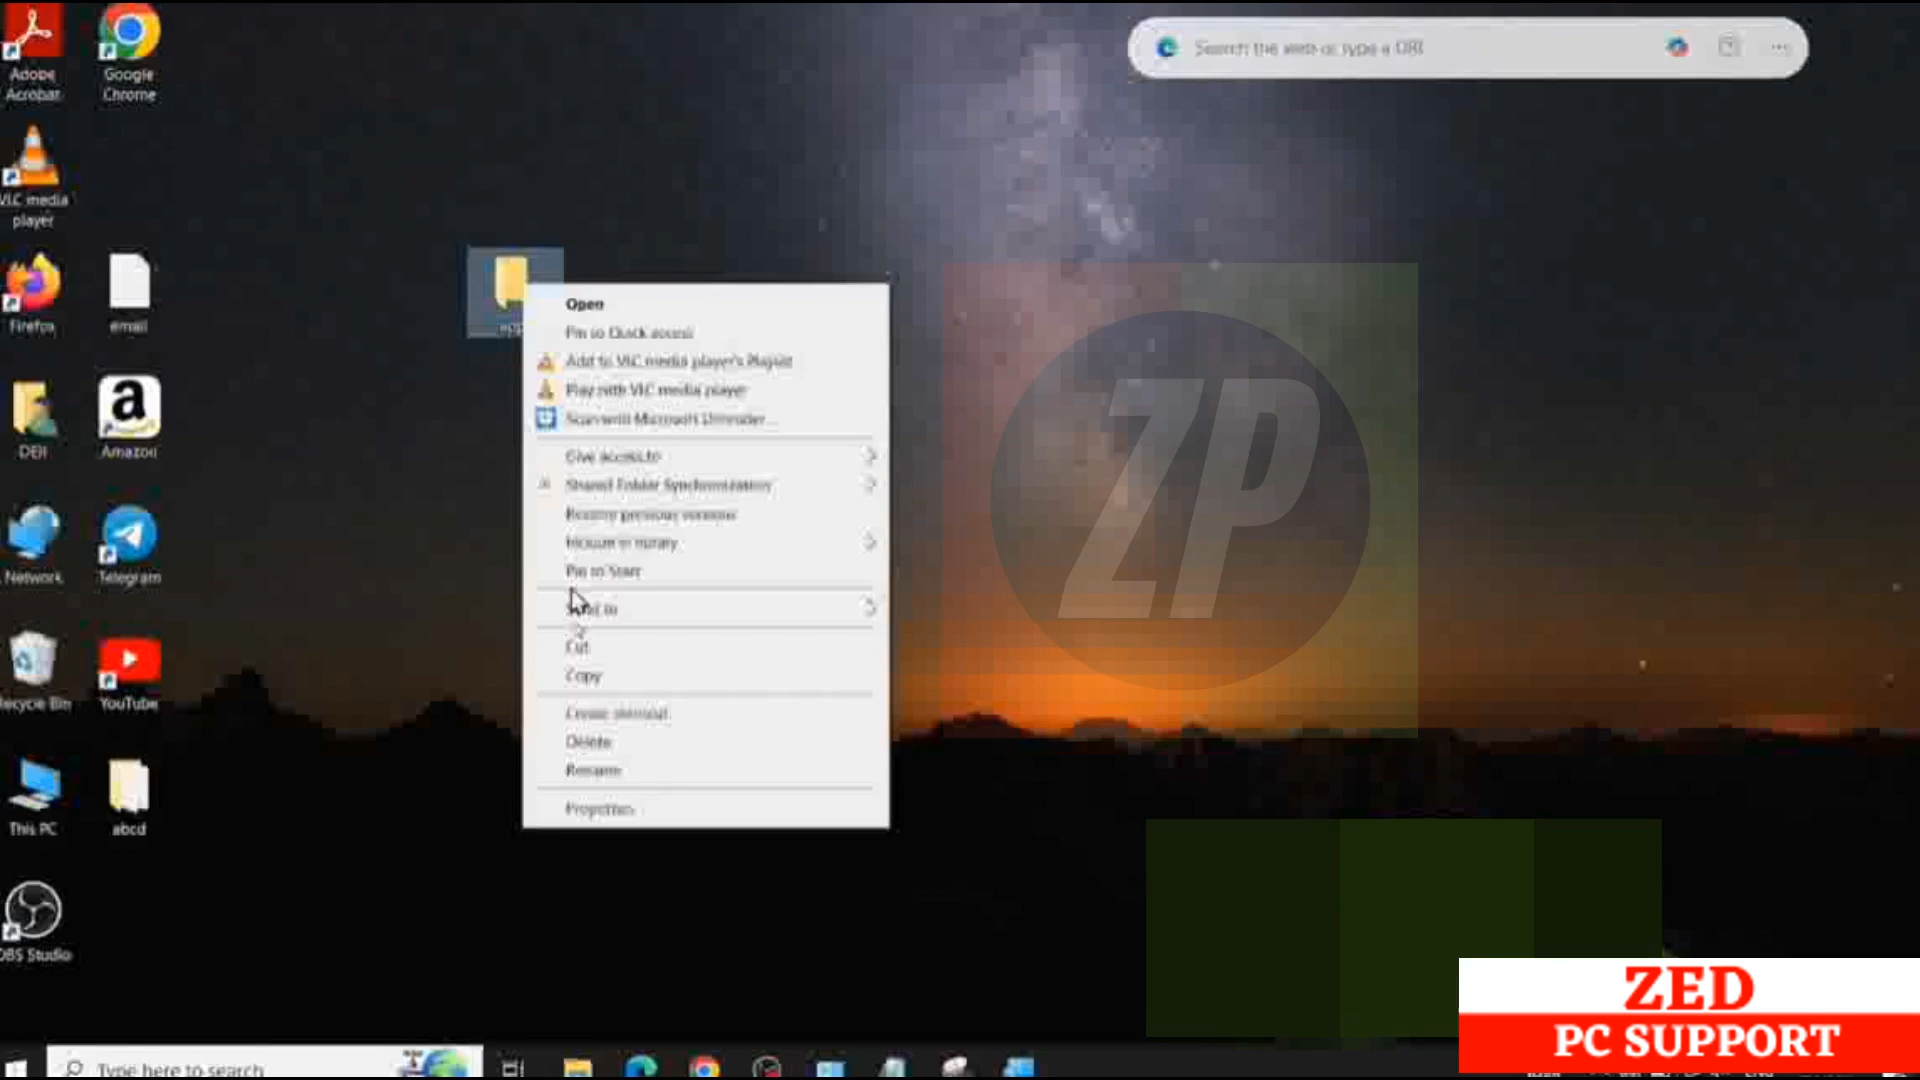 Adobe
Acrobat
Google
Chrome
Search the web or type a URL
VLC media
player
Firefox
email
DELL
Amazon
Network
Telegram
Recycle Bin
YouTube
This PC
abcd
OBS Studio
Open
Pin to Quick access
Add to VLC media player's Playlist
Play with VLC media player
Scan with Microsoft Defender...
Give access to
Shared Folder Synchronization
Restore previous versions
Include in library
Pin to Start
Send to
Cut
Copy
Create shortcut
Delete
Rename
Properties
ZP
ZED
PC SUPPORT
Type here to search